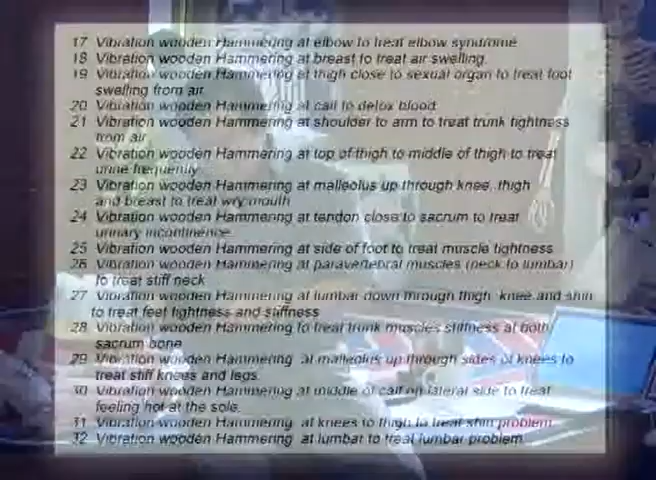 17 Vibration wooden Hammering at elbow to treat elbow syndrome
18 Vibration wooden Hammering at breast to treat air swelling.
19 Vibration wooden Hammering at thigh close to sexual organ to treat foot
swelling from air
20 Vibration wooden Hammering at calf to detox blood
21 Vibration wooden Hammering at shoulder to arm to treat trunk tightness
from air
22 Vibration wooden Hammering at top of thigh to middle of thigh to treat
urine frequently
23 Vibration wooden Hammering at malleolus up through knee, thigh
and breast to treat wry mouth
24 Vibration wooden Hammering at tendon close to sacrum to treat
urinary incontinence
25 Vibration wooden Hammering at side of foot to treat muscle tightness
26 Vibration wooden Hammering at paravertebral muscles (neck to lumbar)
to treat stiff neck
27 Vibration wooden Hammering at lumbar down through thigh, knee and shin
to treat feet tightness and stiffness
28 Vibration wooden Hammering to treat trunk muscles stiffness at both
sacrum bone
29 Vibration wooden Hammering at malleolus up through sides of knees to
treat stiff knees and legs.
30 Vibration wooden Hammering at middle of calf on lateral side to treat
feeling hot at the sole.
31 Vibration wooden Hammering at knees to thigh to treat shin problem
32 Vibration wooden Hammering at lumbar to treat lumbar problem